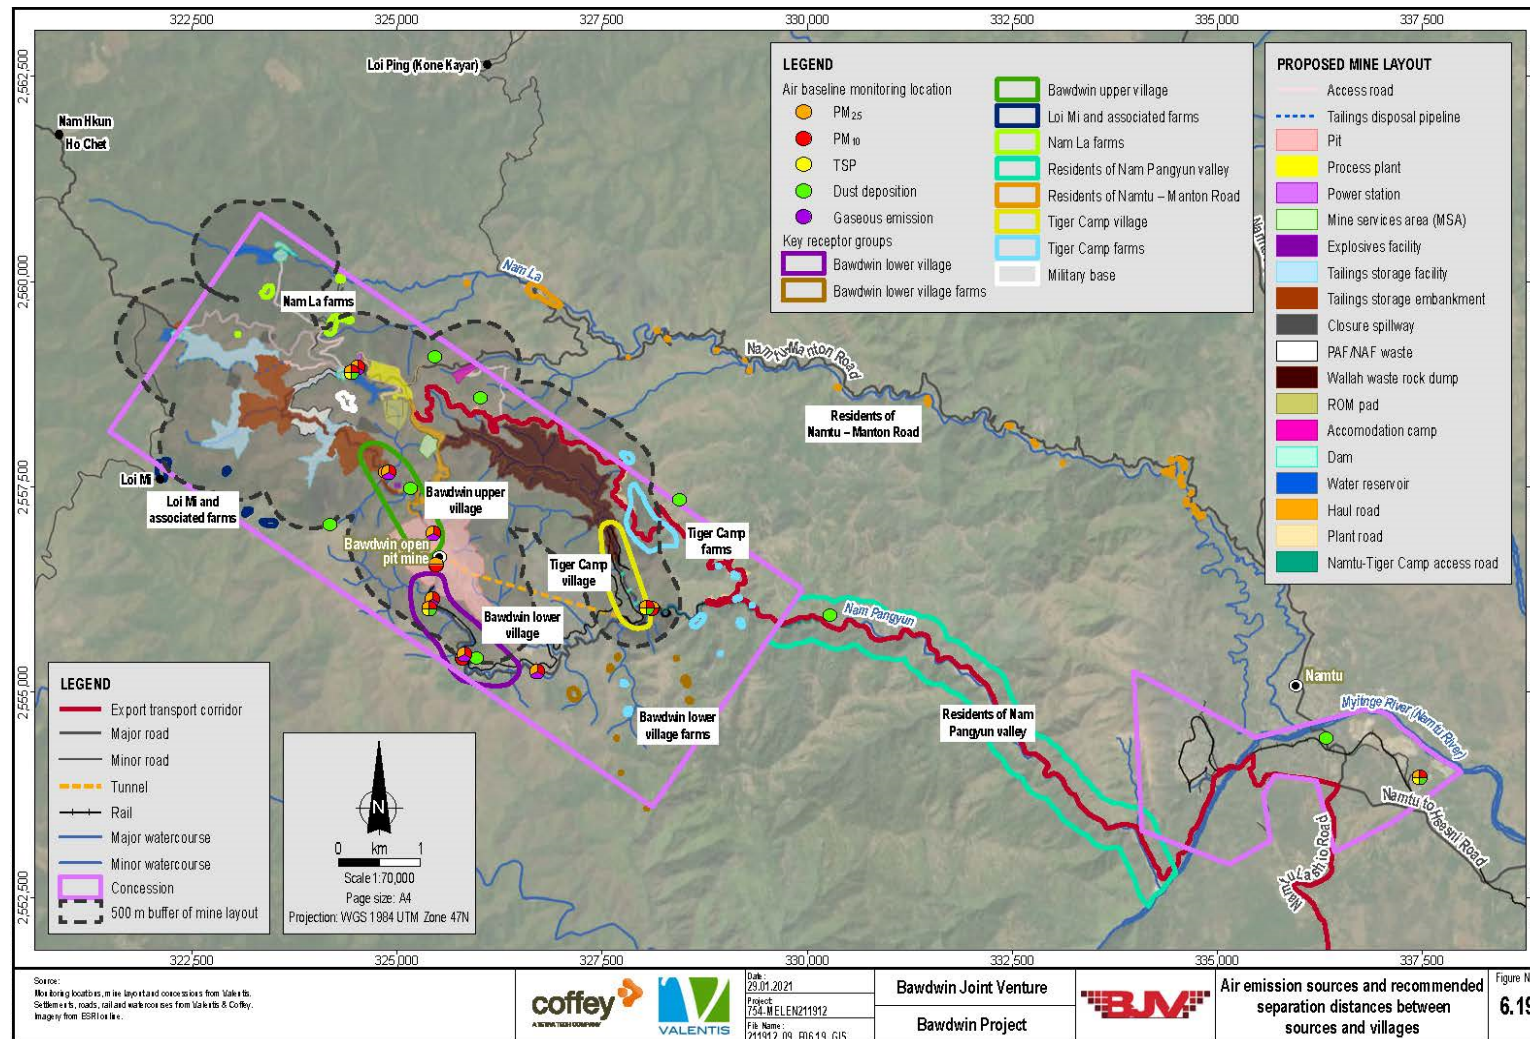 322,500
325,000
327,500
330,000
332,500
335,000
337,500
2,562,500
2,560,000
2,557,500
2,555,000
2,552,500
Loi Ping (Kone Kayar)
Nam Hkun
Ho Chet
LEGEND
Air baseline monitoring location
PM2.5
PM10
TSP
Dust deposition
Gaseous emission
Key receptor groups
Bawdwin lower village
Bawdwin lower village farms
Bawdwin upper village
Loi Mi and associated farms
Nam La farms
Residents of Nam Pangyun valley
Residents of Namtu – Manton Road
Tiger Camp village
Tiger Camp farms
Military base
PROPOSED MINE LAYOUT
Access road
Tailings disposal pipeline
Pit
Process plant
Power station
Mine services area (MSA)
Explosives facility
Tailings storage facility
Tailings storage embankment
Closure spillway
PAF/NAF waste
Wallah waste rock dump
ROM pad
Accomodation camp
Dam
Water reservoir
Haul road
Plant road
Namtu-Tiger Camp access road
Nam La
Nam La farms
Namtu-Manton Road
Residents of
Namtu – Manton Road
Loi Mi
Loi Mi and
associated farms
Bawdwin upper
village
Bawdwin open
pit mine
Tiger Camp
village
Tiger Camp
farms
Bawdwin lower
village
Nam Pangyun
Bawdwin lower
village farms
Residents of Nam
Pangyun valley
Namtu
Myitnge River (Namtu River)
Namtu to Hseni Road
Namtu Lashio Road
LEGEND
Export transport corridor
Major road
Minor road
Tunnel
Rail
Major watercourse
Minor watercourse
Concession
500 m buffer of mine layout
N
0 km 1
Scale 1:70,000
Page size: A4
Projection: WGS 1984 UTM Zone 47N
Source:
Monitoring locations, mine layout and concessions from Valentis.
Settlements, roads, rail and watercourses from Valentis & Coffey.
Imagery from ESRI online.
coffey
A TETRA TECH COMPANY
VALENTIS
Date:
29.01.2021
Project:
754-MELEN211912
File Name:
211912_09_F06.19_GIS
Bawdwin Joint Venture
Bawdwin Project
BJV
Air emission sources and recommended
separation distances between
sources and villages
6.19